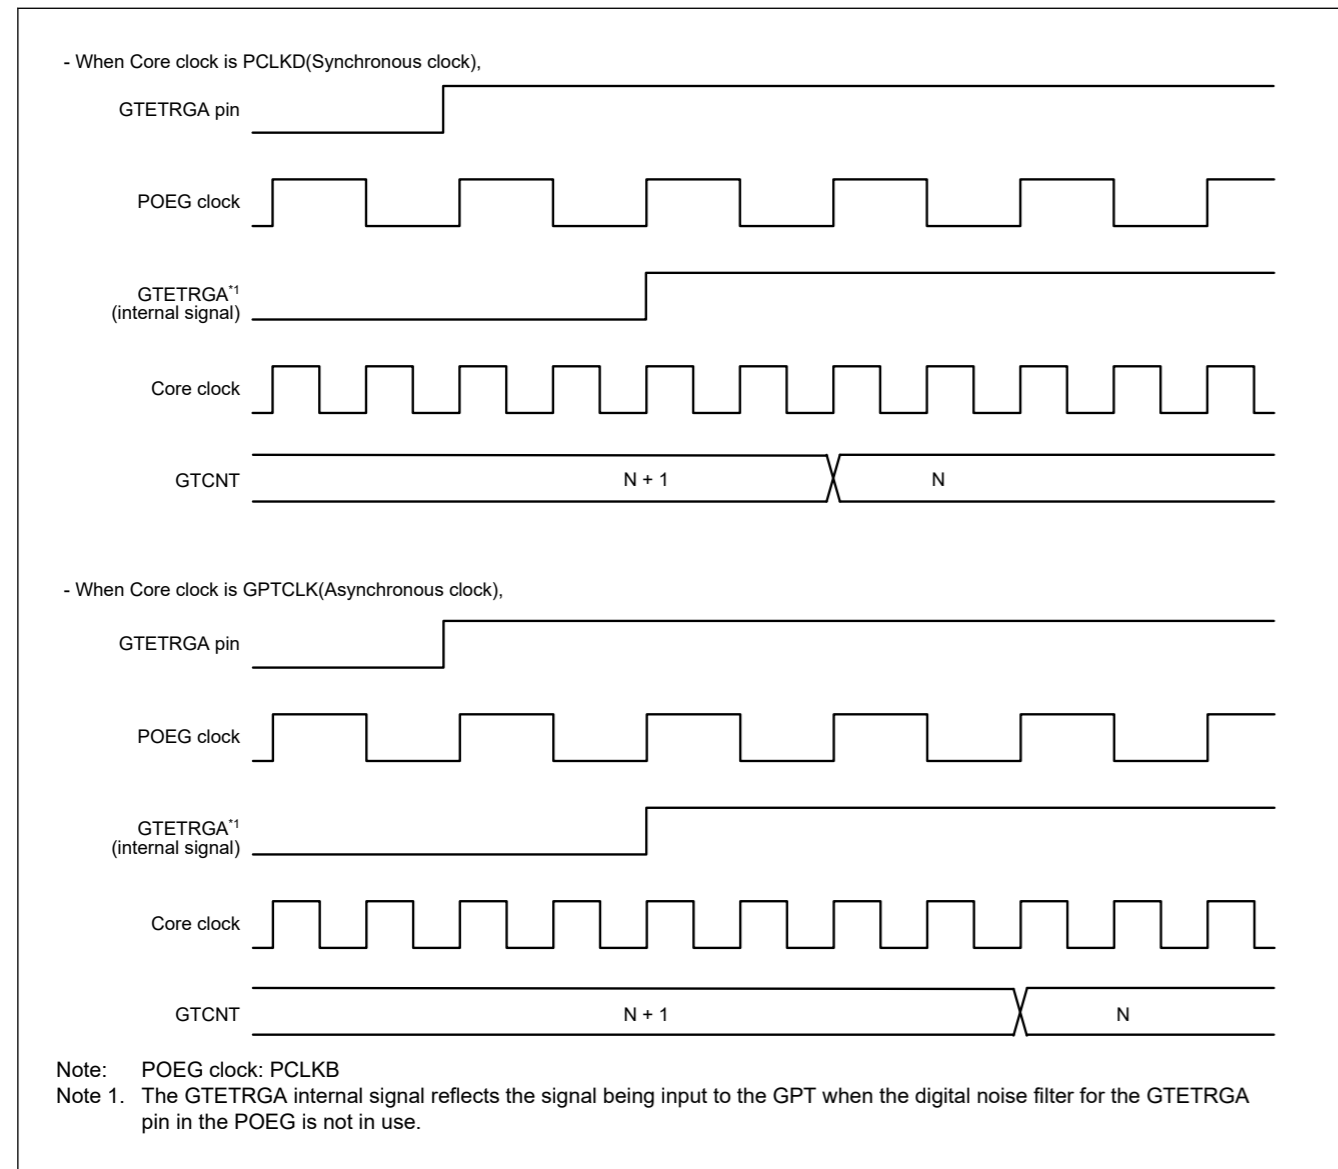 - When Core clock is PCLKD(Synchronous clock),
GTETRGA pin
POEG clock
GTETRGA*1
(internal signal)
Core clock
GTCNT
N + 1
N
- When Core clock is GPTCLK(Asynchronous clock),
GTETRGA pin
POEG clock
GTETRGA*1
(internal signal)
Core clock
GTCNT
N + 1
N
Note: POEG clock: PCLKB
Note 1. The GTETRGA internal signal reflects the signal being input to the GPT when the digital noise filter for the GTETRGA
pin in the POEG is not in use.